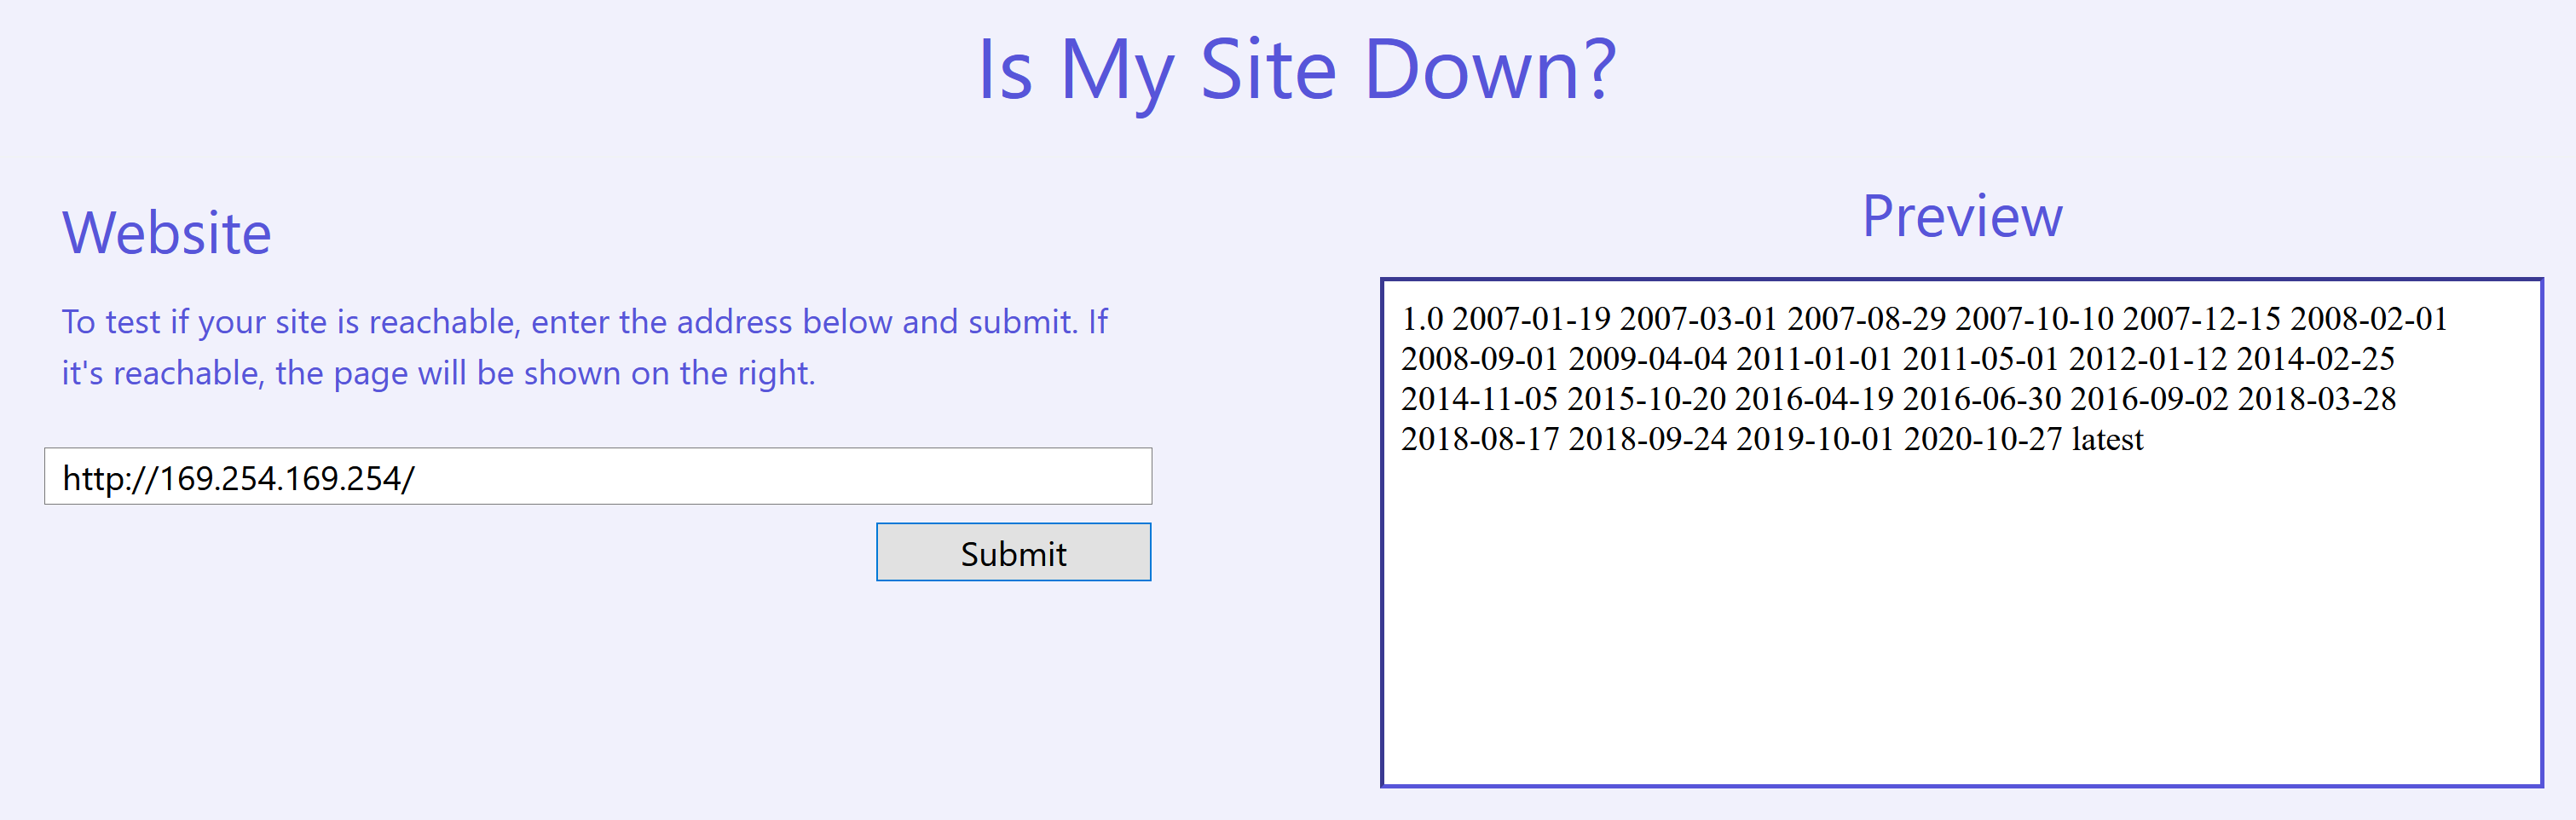 Is My Site Down?
Website
To test if your site is reachable, enter the address below and submit. If
it's reachable, the page will be shown on the right.
http://169.254.169.254/
Submit
Preview
1.0 2007-01-19 2007-03-01 2007-08-29 2007-10-10 2007-12-15 2008-02-01
2008-09-01 2009-04-04 2011-01-01 2011-05-01 2012-01-12 2014-02-25
2014-11-05 2015-10-20 2016-04-19 2016-06-30 2016-09-02 2018-03-28
2018-08-17 2018-09-24 2019-10-01 2020-10-27 latest